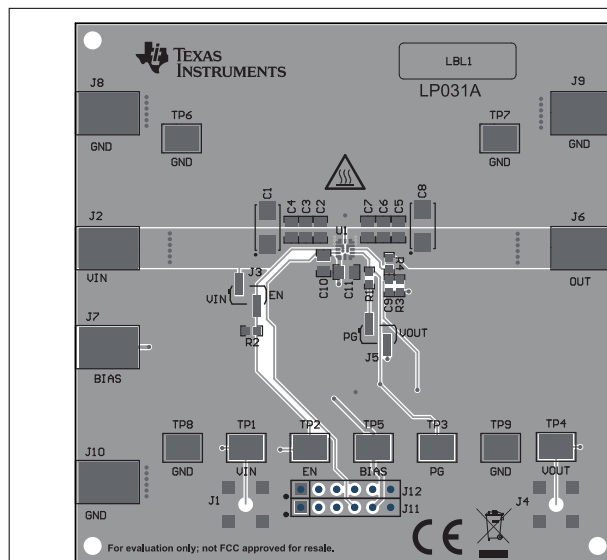 TEXAS
INSTRUMENTS
LBL1
LP031A
J8
J9
TP6
TP7
GND
GND
GND
GND
C1
C4
C3
C2
C7
C6
C5
C8
J2
U1
J6
VIN
J3
C10
C11
R4
OUT
VIN
EN
R1
C9
R3
J7
R2
PG
VOUT
J5
BIAS
TP8
TP1
TP2
TP5
TP3
TP9
TP4
GND
VIN
EN
BIAS
PG
GND
VOUT
J10
J12
J1
J11
J4
GND
For evaluation only; not FCC approved for resale.
CE